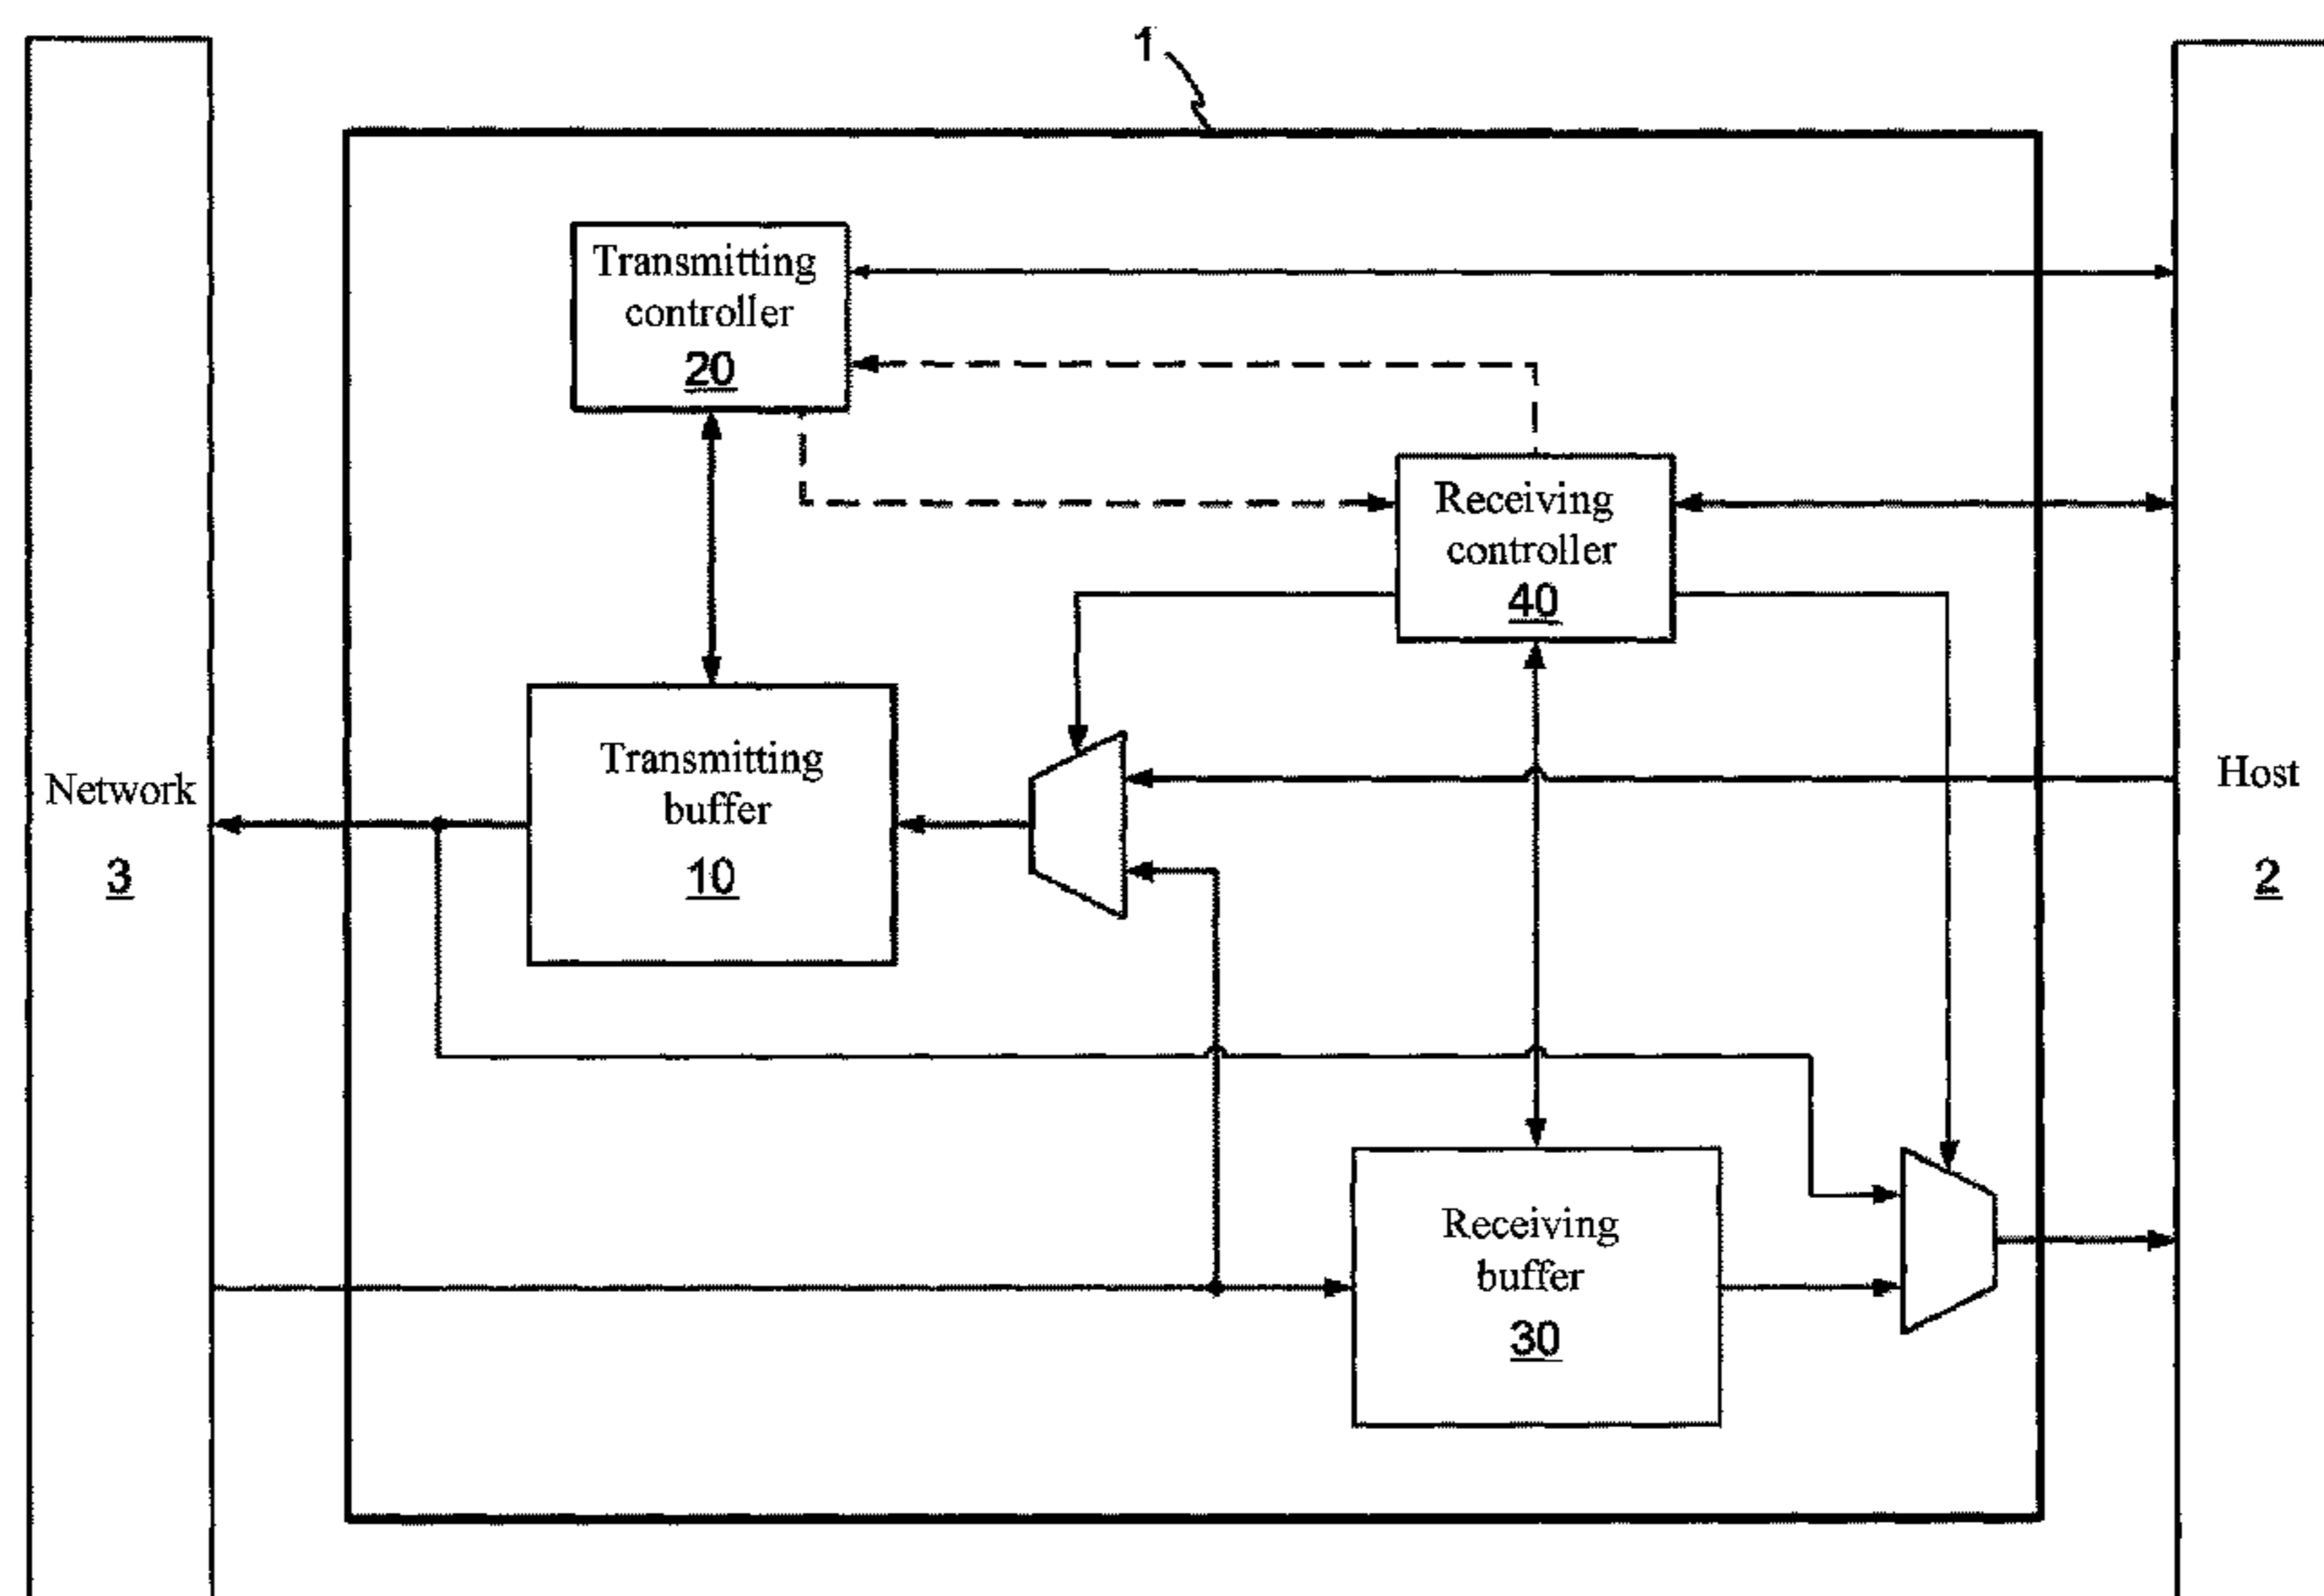 1
Transmitting
controller
20
Receiving
controller
40
Network
3
Transmitting
buffer
10
Host
2
Receiving
buffer
30